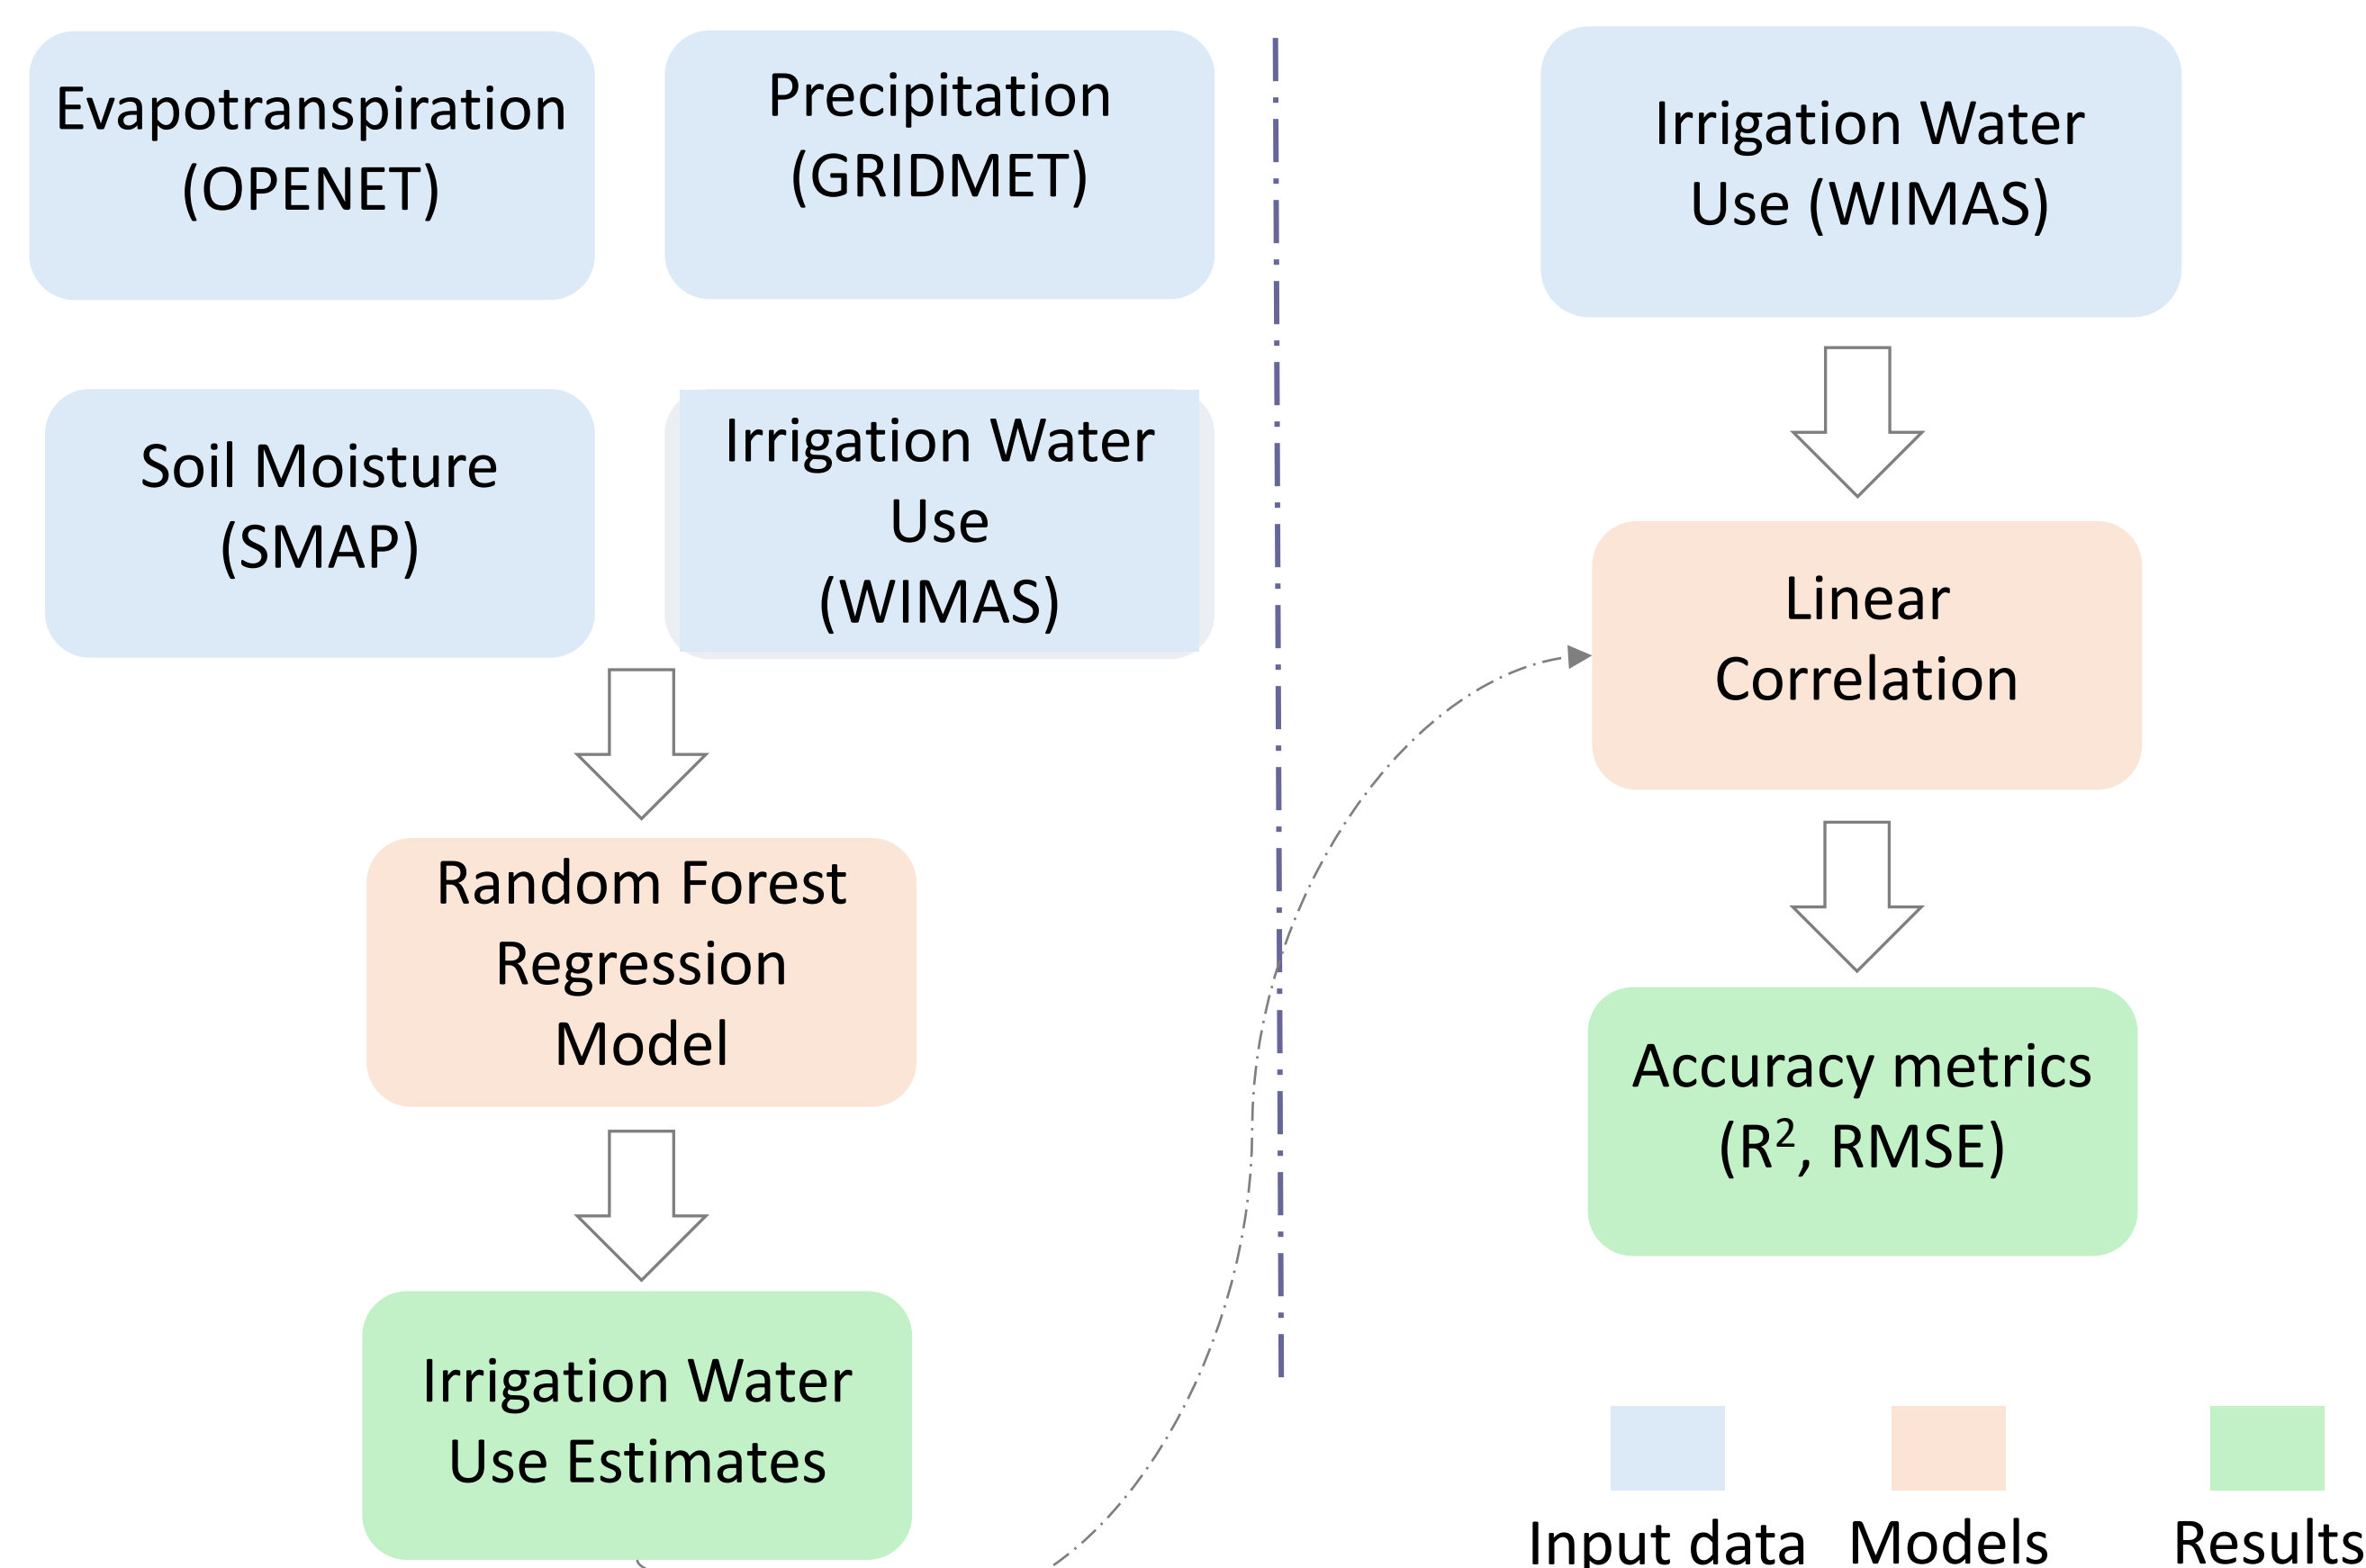 Evapotranspiration
(OPENET)
Precipitation
(GRIDMET)
Soil Moisture
(SMAP)
Irrigation Water
Use
(WIMAS)
Random Forest
Regression
Model
Irrigation Water
Use Estimates
Irrigation Water
Use (WIMAS)
Linear
Correlation
Accuracy metrics
(R², RMSE)
Input data
Models
Results